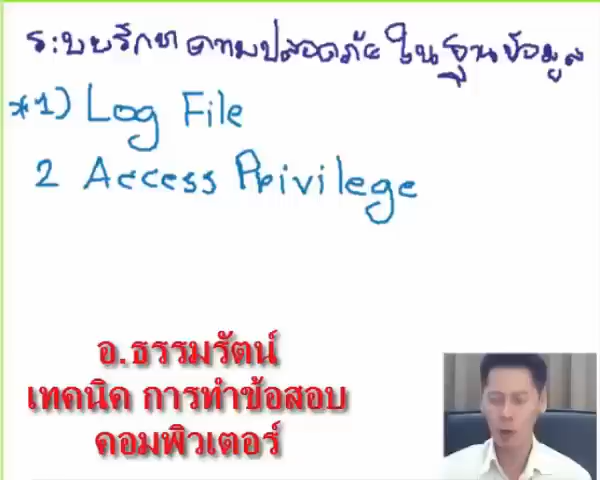 ระบบรักษาความปลอดภัย ในฐานข้อมูล
*1) Log File
2 Access Privilege
อ.ธรรมรัตน์
เทคนิค การทำข้อสอบ
คอมพิวเตอร์